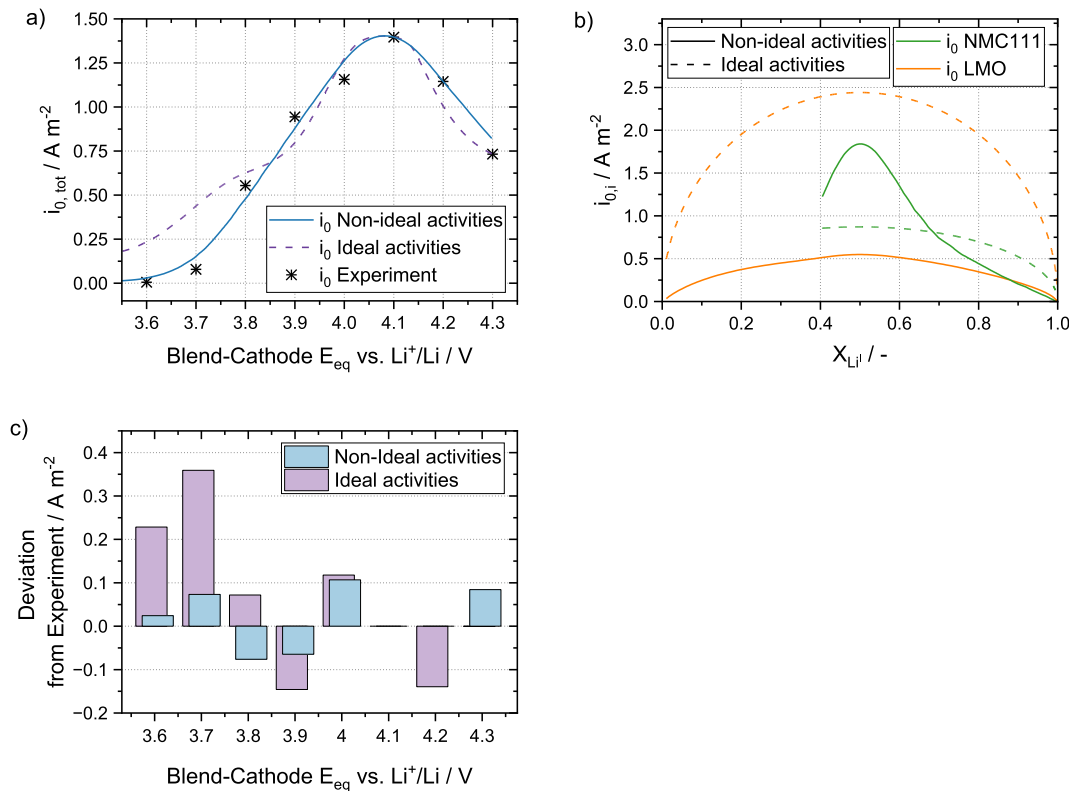 a)
1.50
1.25
1.00
0.75
0.50
0.25
0.00
i0, tot / A m-2
i0 Non-ideal activities
i0 Ideal activities
i0 Experiment
3.6 3.7 3.8 3.9 4.0 4.1 4.2 4.3
Blend-Cathode Eeq vs. Li+/Li / V
b)
3.0
2.5
2.0
1.5
1.0
0.5
0.0
i0,i / A m-2
Non-ideal activities
Ideal activities
i0 NMC111
i0 LMO
0.0 0.2 0.4 0.6 0.8 1.0
XLiI / -
c)
0.4
0.3
0.2
0.1
0.0
−0.1
−0.2
Deviation
from Experiment / A m-2
Non-Ideal activities
Ideal activities
3.6 3.7 3.8 3.9 4 4.1 4.2 4.3
Blend-Cathode Eeq vs. Li+/Li / V